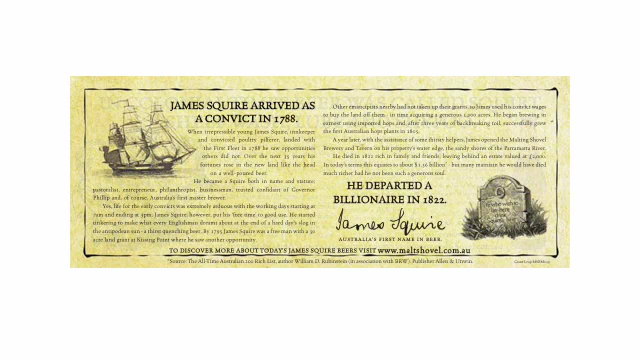 JAMES SQUIRE ARRIVED AS
A CONVICT IN 1788.
When irrepressible young James Squire, innkeeper
and convicted poultry pilferer, landed with
the First Fleet in 1788 he saw opportunities
others did not. Over the next 35 years his
fortunes rose in the new land like the head
on a well-poured beer.
He became a Squire both in name and stature:
pastoralist, entrepreneur, philanthropist, businessman, trusted confidant of Governor
Phillip and, of course, Australia's first master brewer.
Yes, life for the early convicts was extremely arduous with the working days starting at
7am and ending at 3pm. James Squire, however, put his 'free time' to good use. He started
tinkering to make what every Englishman dreams about at the end of a hard day's slog in
the antipodean sun - a thirst quenching beer. By 1795 James Squire was a free man with a 30
acre land grant at Kissing Point where he saw another opportunity.
Other emancipists nearby had not taken up their grants, so James used his convict wages
to buy the land off them - in time acquiring a generous 1,000 acres. He began brewing in
earnest using imported hops and, after three years of backbreaking toil, successfully grew
the first Australian hops plants in 1805.
A year later, with the assistance of some thirsty helpers, James opened the Malting Shovel
Brewery and Tavern on his property's water edge, the sandy shores of the Parramatta River.
He died in 1822 rich in family and friends; leaving behind an estate valued at
In today's terms this equates to about but many maintain he would have died
much richer had he not been such a generous soul.
HE DEPARTED A
BILLIONAIRE IN 1822.
James Squire
AUSTRALIA'S FIRST NAME IN BEER.
TO DISCOVER MORE ABOUT TODAY'S JAMES SQUIRE BEERS VISIT www.maltshovel.com.au
*Source: The All-Time Australian 200 Rich List, author William D. Rubinstein (in association with BRW). Publisher Allen & Unwin.